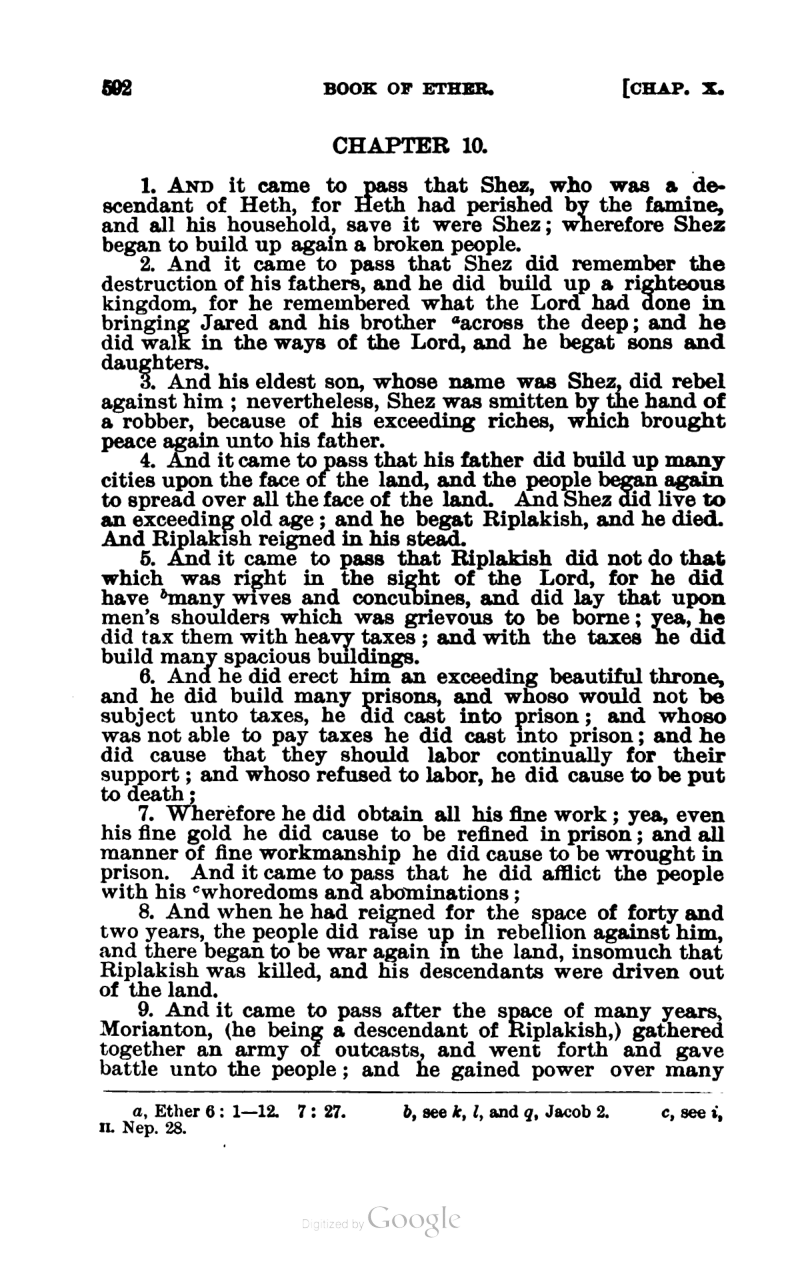 592 BOOK OF ETHER. [CHAP. X.
CHAPTER 10.
1. AND it came to pass that Shez, who was a de-
scendant of Heth, for Heth had perished by the famine,
and all his household, save it were Shez; wherefore Shez
began to build up again a broken people.
2. And it came to pass that Shez did remember the
destruction of his fathers, and he did build up a righteous
kingdom, for he remembered what the Lord had done in
bringing Jared and his brother ᵃacross the deep; and he
did walk in the ways of the Lord, and he begat sons and
daughters.
3. And his eldest son, whose name was Shez, did rebel
against him ; nevertheless, Shez was smitten by the hand of
a robber, because of his exceeding riches, which brought
peace again unto his father.
4. And it came to pass that his father did build up many
cities upon the face of the land, and the people began again
to spread over all the face of the land. And Shez did live to
an exceeding old age ; and he begat Riplakish, and he died.
And Riplakish reigned in his stead.
5. And it came to pass that Riplakish did not do that
which was right in the sight of the Lord, for he did
have ᵇmany wives and concubines, and did lay that upon
men's shoulders which was grievous to be borne ; yea, he
did tax them with heavy taxes ; and with the taxes he did
build many spacious buildings.
6. And he did erect him an exceeding beautiful throne,
and he did build many prisons, and whoso would not be
subject unto taxes, he did cast into prison ; and whoso
was not able to pay taxes he did cast into prison ; and he
did cause that they should labor continually for their
support ; and whoso refused to labor, he did cause to be put
to death ;
7. Wherefore he did obtain all his fine work ; yea, even
his fine gold he did cause to be refined in prison ; and all
manner of fine workmanship he did cause to be wrought in
prison. And it came to pass that he did afflict the people
with his ᶜwhoredoms and abominations ;
8. And when he had reigned for the space of forty and
two years, the people did raise up in rebellion against him,
and there began to be war again in the land, insomuch that
Riplakish was killed, and his descendants were driven out
of the land.
9. And it came to pass after the space of many years,
Morianton, (he being a descendant of Riplakish,) gathered
together an army of outcasts, and went forth and gave
battle unto the people ; and he gained power over many
a, Ether 6 : 1—12. 7 : 27. b, see k, l, and q, Jacob 2. c, see i,
II. Nep. 28.
Digitized by Google